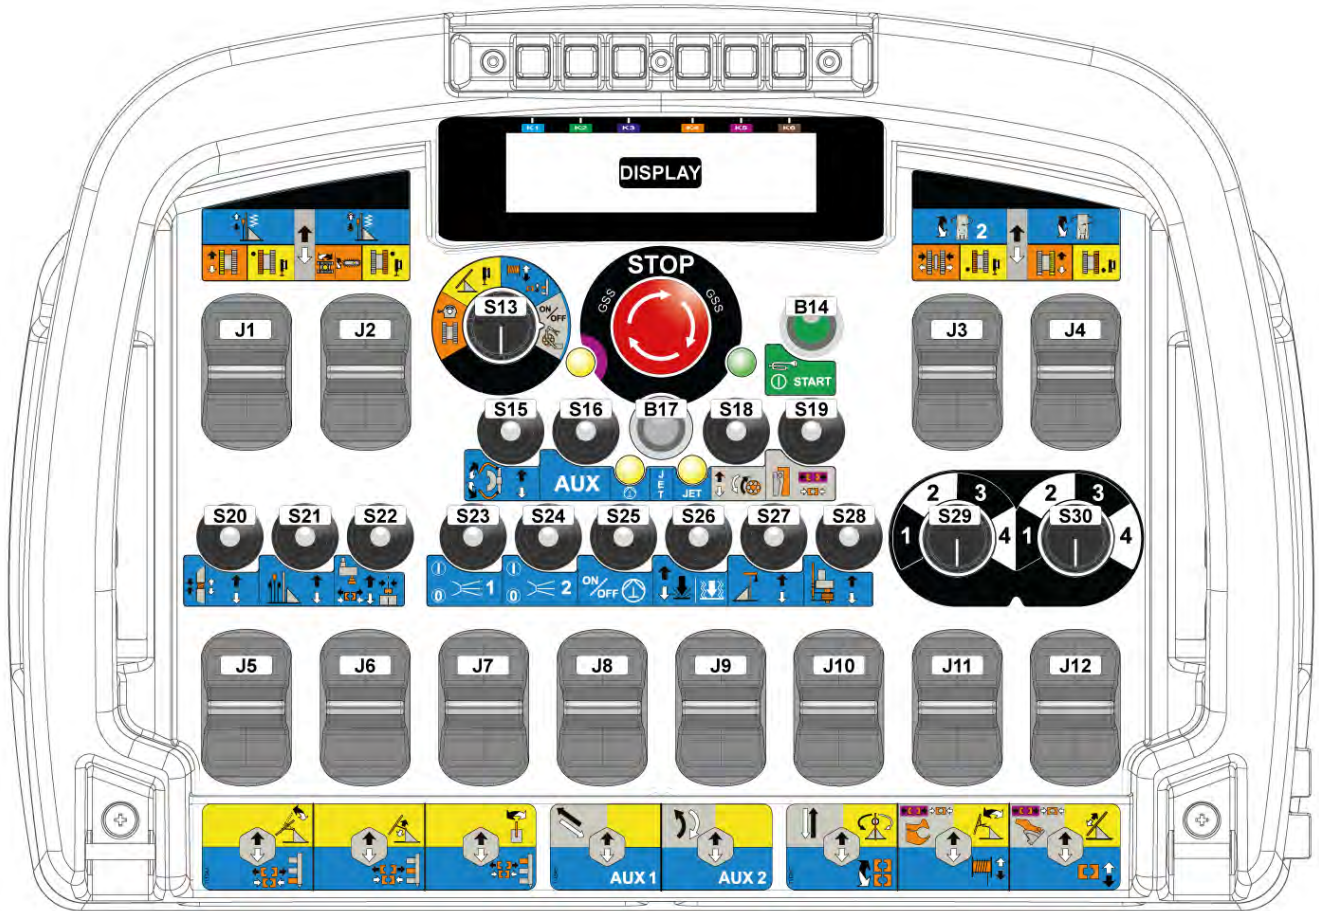 K1 K2 K3 K4 K5 K6
DISPLAY
2
STOP
GSS GSS
S13
ON/OFF
B14
START
J1 J2 J3 J4
S15 S16 B17 S18 S19
AUX JET JET
S20 S21 S22 S23 S24 S25 S26 S27 S28 S29 S30
1 2 3 4 1 2 3 4
I 0 1 I 0 2 ON/OFF
J5 J6 J7 J8 J9 J10 J11 J12
AUX 1 AUX 2